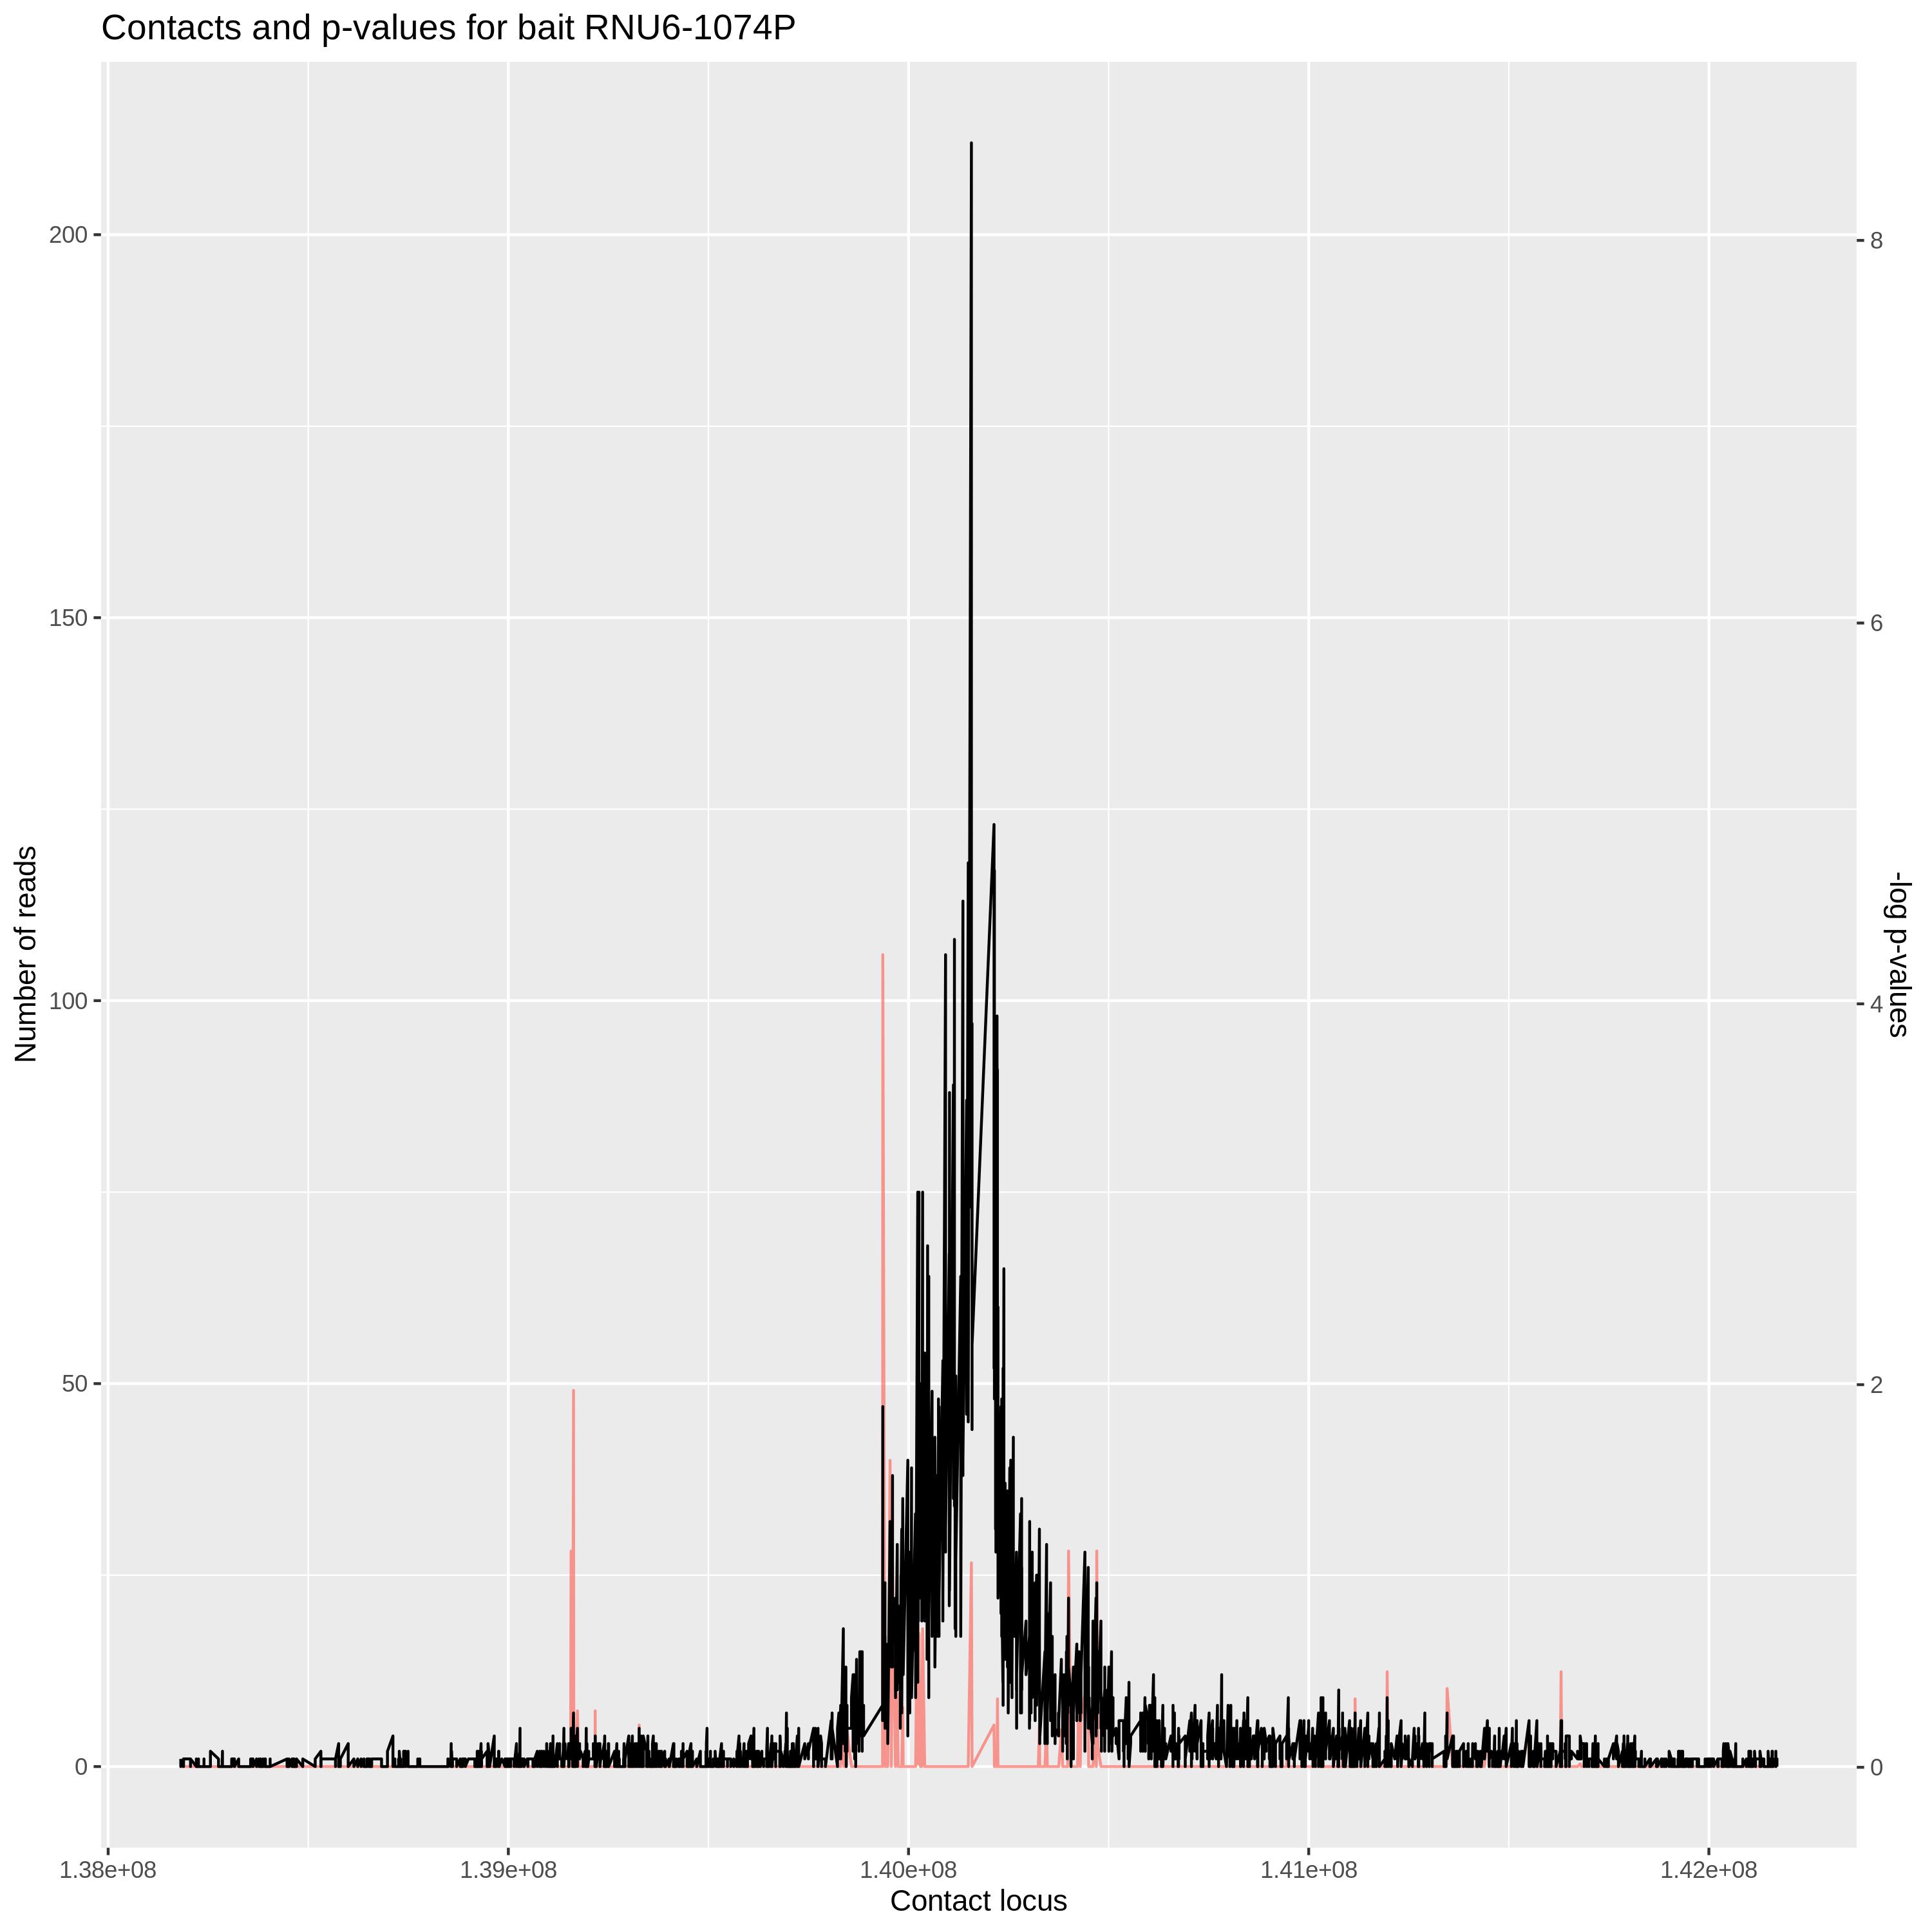 Contacts and p-values for bait RNU6-1074P
200
150
100
50
0
8
6
4
2
0
Number of reads
-log p-values
1.38e+08
1.39e+08
1.40e+08
1.41e+08
1.42e+08
Contact locus